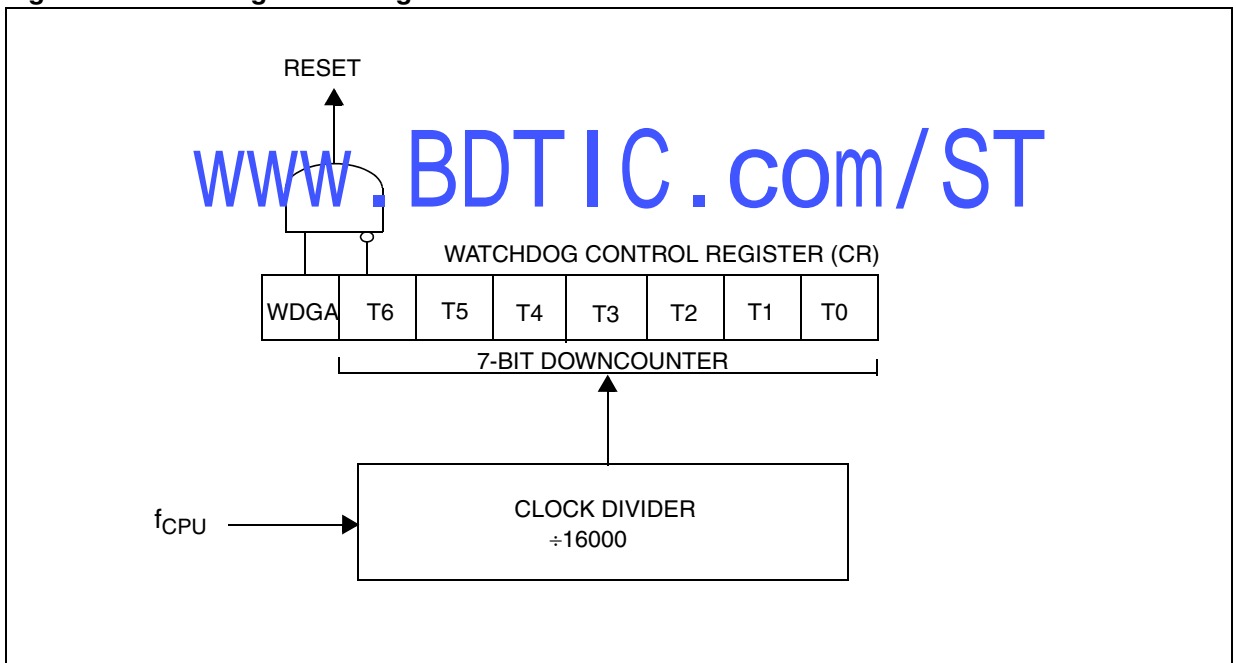 RESET
www.BDTIC.com/ST
WATCHDOG CONTROL REGISTER (CR)
WDGA T6 T5 T4 T3 T2 T1 T0
7-BIT DOWNCOUNTER
fCPU
CLOCK DIVIDER
÷16000